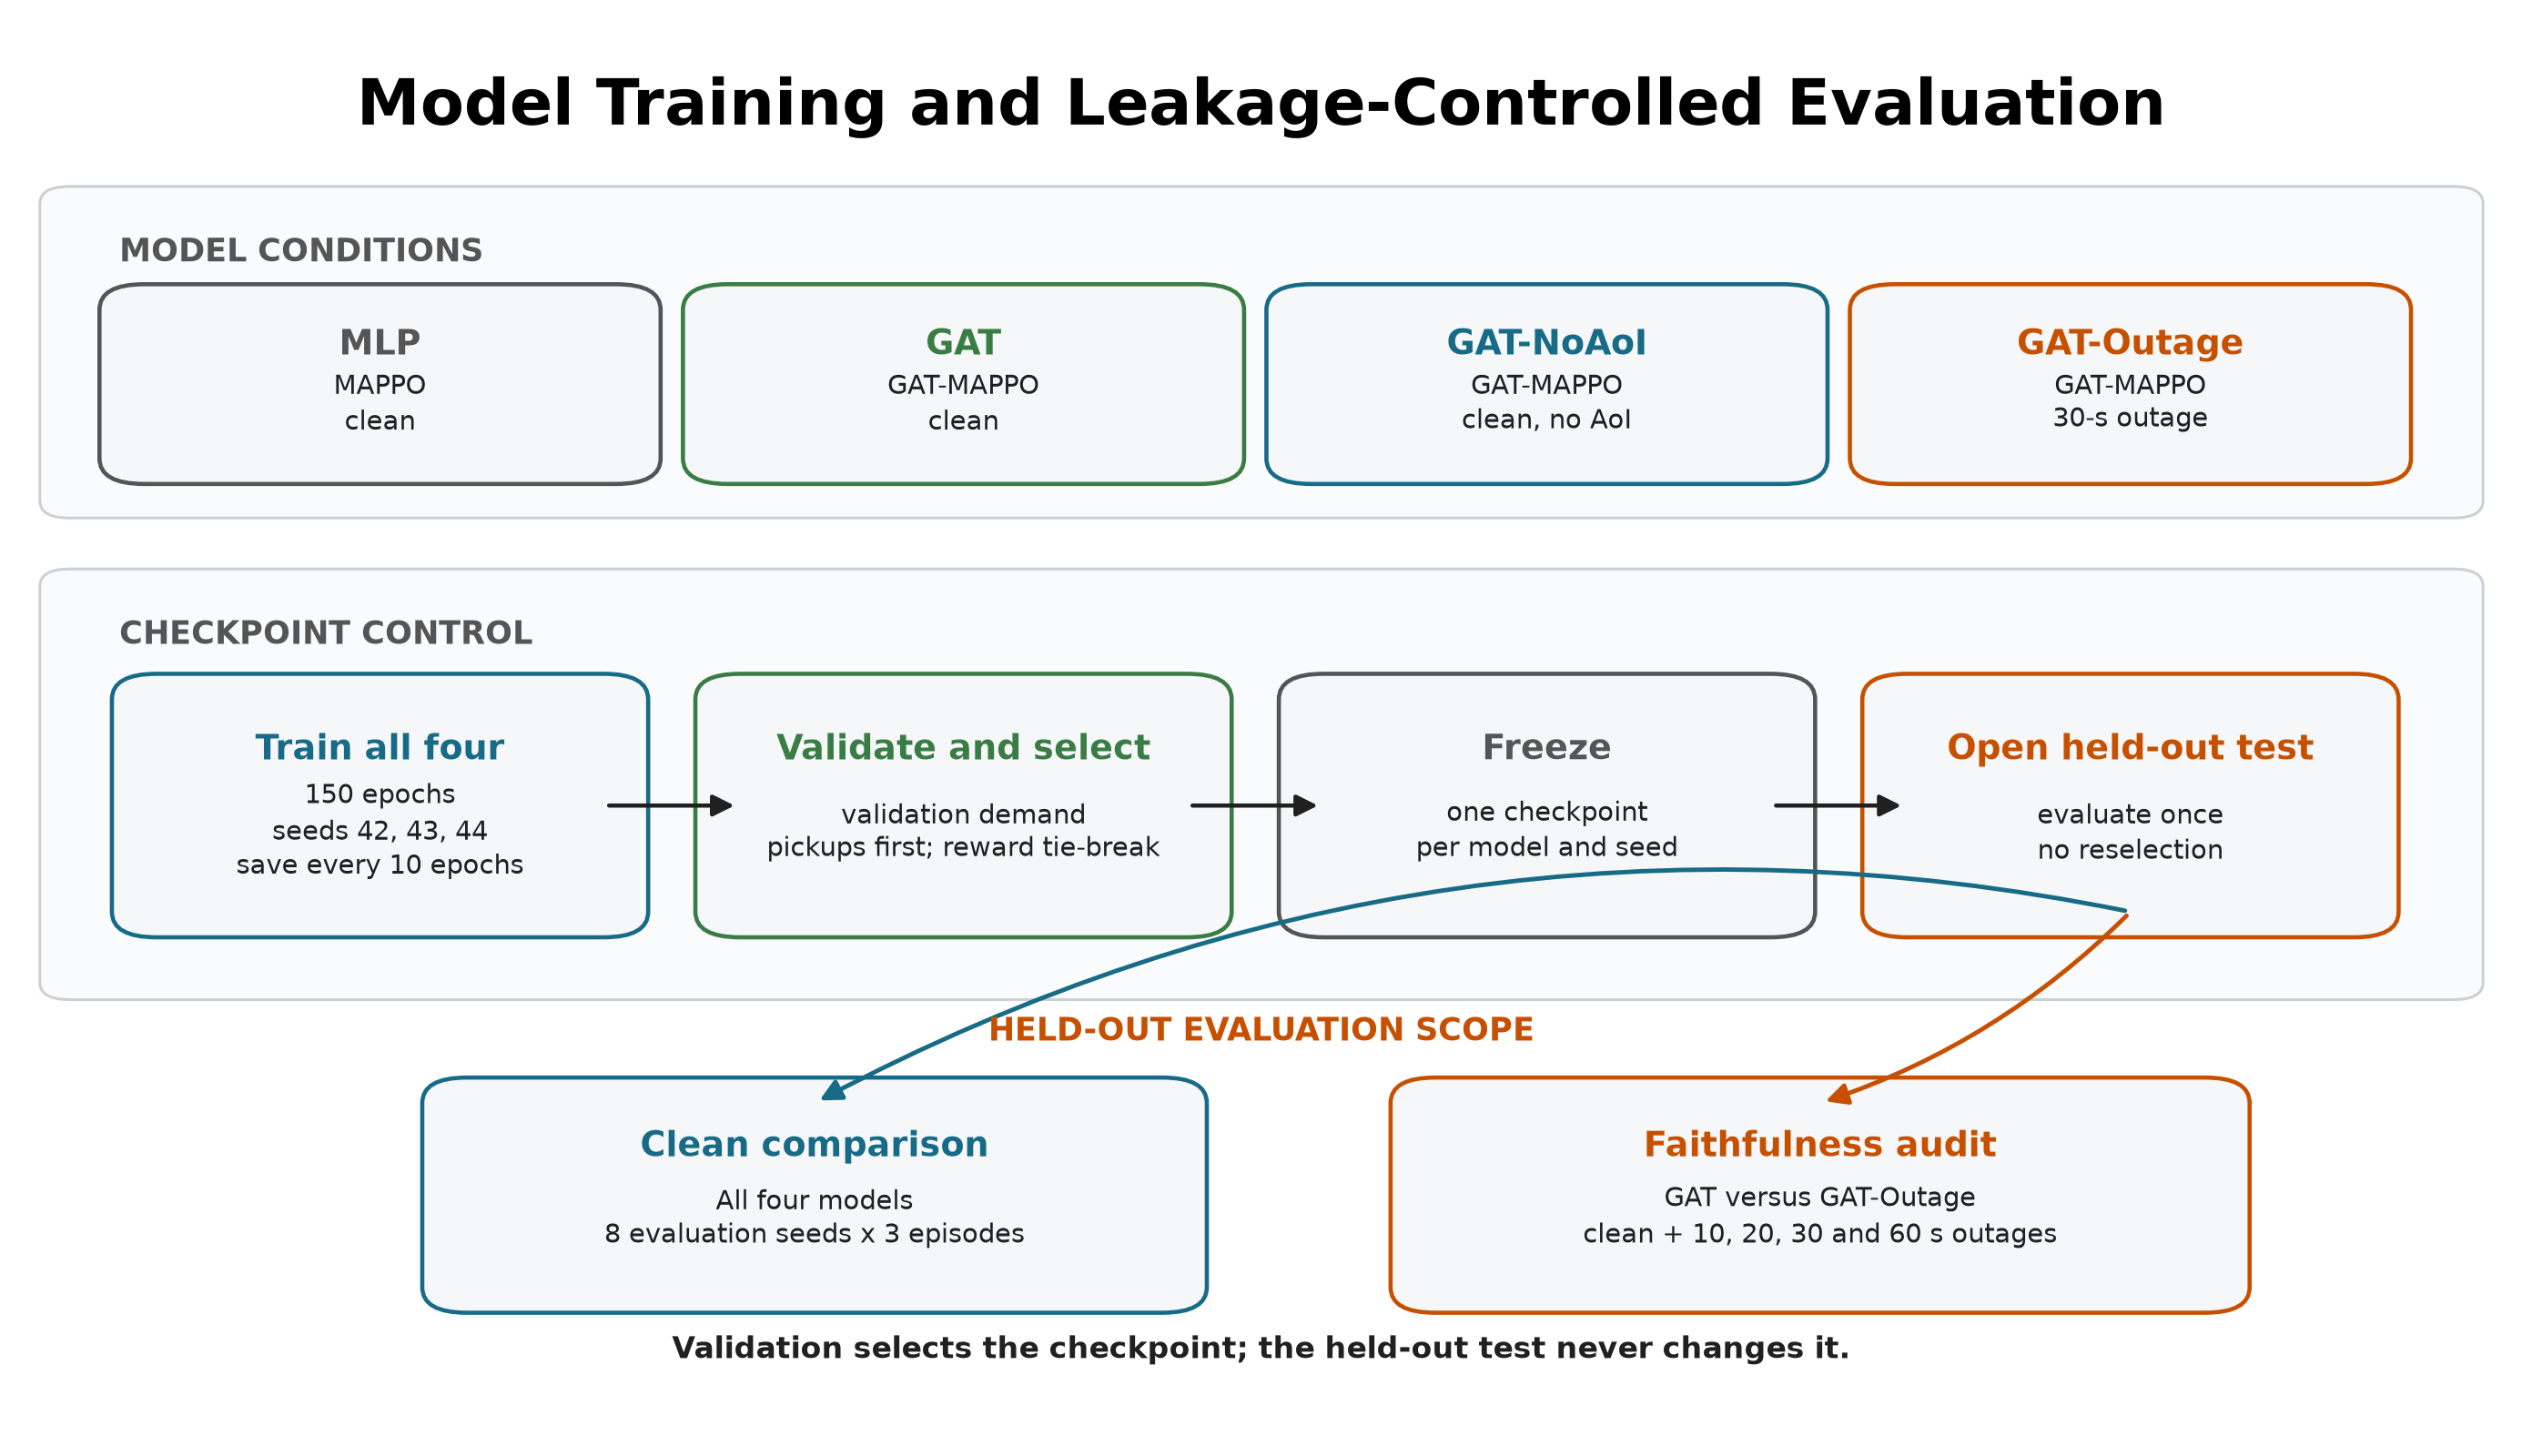 Model Training and Leakage-Controlled Evaluation
MODEL CONDITIONS
MLP
MAPPO
clean
GAT
GAT-MAPPO
clean
GAT-NoAoI
GAT-MAPPO
clean, no AoI
GAT-Outage
GAT-MAPPO
30-s outage
CHECKPOINT CONTROL
Train all four
150 epochs
seeds 42, 43, 44
save every 10 epochs
Validate and select
validation demand
pickups first; reward tie-break
Freeze
one checkpoint
per model and seed
Open held-out test
evaluate once
no reselection
HELD-OUT EVALUATION SCOPE
Clean comparison
All four models
8 evaluation seeds x 3 episodes
Faithfulness audit
GAT versus GAT-Outage
clean + 10, 20, 30 and 60 s outages
Validation selects the checkpoint; the held-out test never changes it.